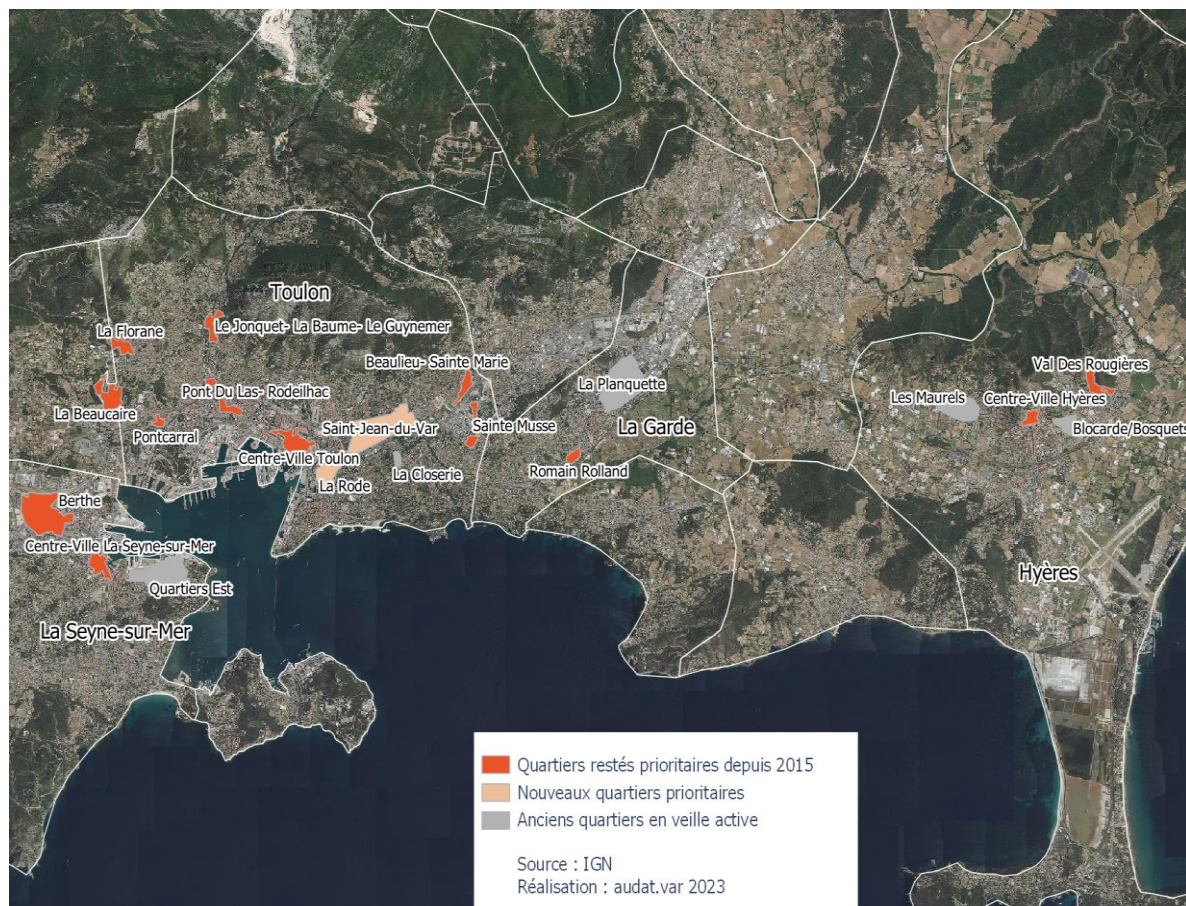 Toulon
La Florane
Le Jonquet- La Baume- Le Guynemer
Beaulieu- Sainte Marie
Val Des Rougières
La Planquette
Pont Du Las- Rodeilhac
Les Maurels
Centre-Ville Hyères
La Beaucaire
Pontcarral
Saint-Jean-du-Var
Sainte Musse
La Garde
Blocarde/Bosquets
Centre-Ville Toulon
La Closerie
Romain Rolland
La Rode
Berthe
Centre-Ville La Seyne-sur-Mer
Hyères
Quartiers Est
La Seyne-sur-Mer
Quartiers restés prioritaires depuis 2015
Nouveaux quartiers prioritaires
Anciens quartiers en veille active
Source : IGN
Réalisation : audat.var 2023